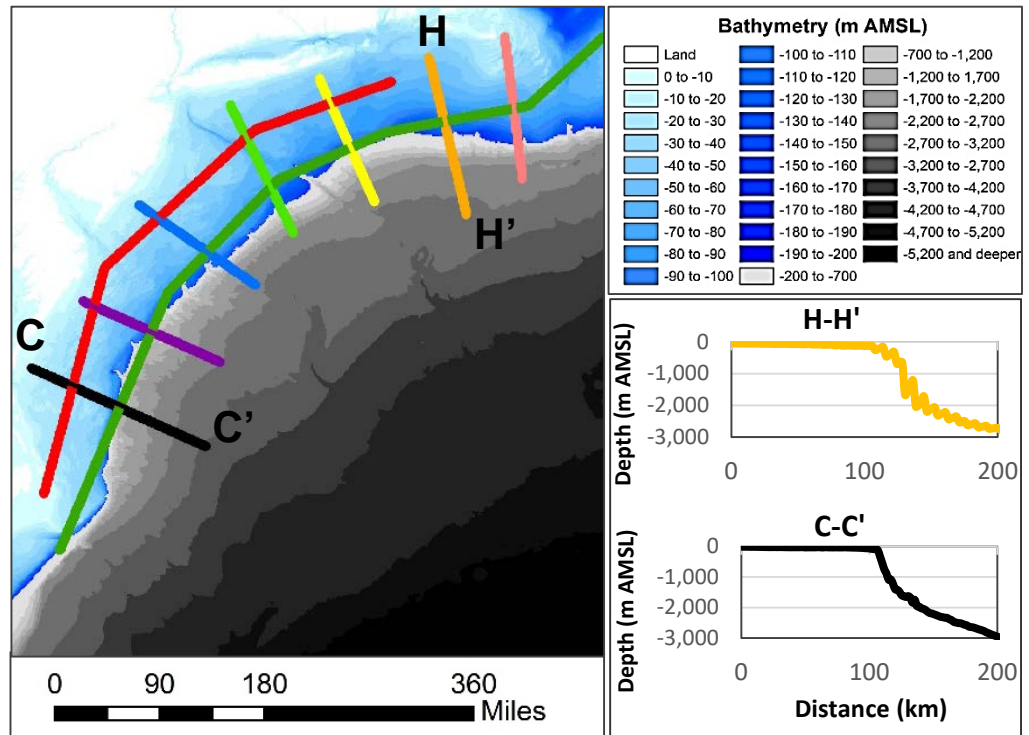 H
H'
C
C'
0 90 180 360
Miles
Bathymetry (m AMSL)
Land
0 to -10
-10 to -20
-20 to -30
-30 to -40
-40 to -50
-50 to -60
-60 to -70
-70 to -80
-80 to -90
-90 to -100
-100 to -110
-110 to -120
-120 to -130
-130 to -140
-140 to -150
-150 to -160
-160 to -170
-170 to -180
-180 to -190
-190 to -200
-200 to -700
-700 to -1,200
-1,200 to 1,700
-1,700 to -2,200
-2,200 to -2,700
-2,700 to -3,200
-3,200 to -2,700
-3,700 to -4,200
-4,200 to -4,700
-4,700 to -5,200
-5,200 and deeper
H-H'
Depth (m AMSL)
0
-1,000
-2,000
-3,000
0 100 200
C-C'
Depth (m AMSL)
0
-1,000
-2,000
-3,000
0 100 200
Distance (km)